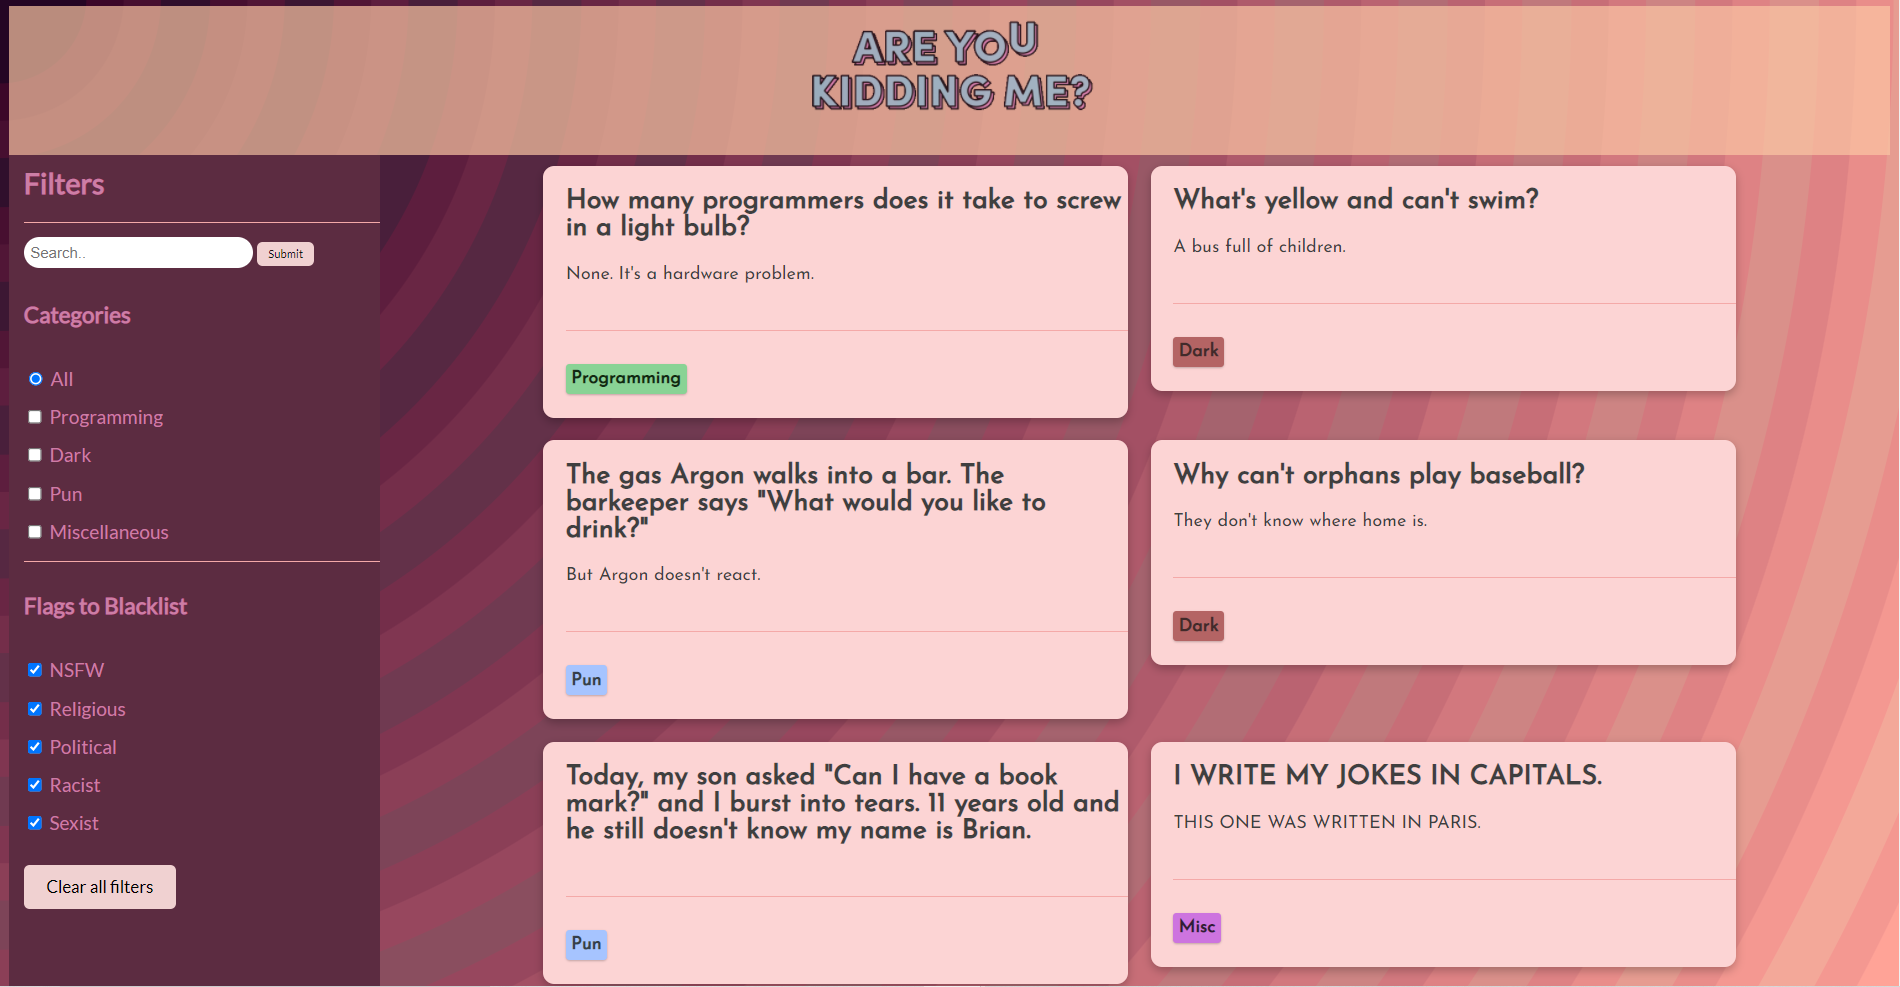 ARE YOU
KIDDING ME?
Filters
Search..
Submit
Categories
All
Programming
Dark
Pun
Miscellaneous
Flags to Blacklist
NSFW
Religious
Political
Racist
Sexist
Clear all filters
How many programmers does it take to screw
in a light bulb?
None. It's a hardware problem.
Programming
What's yellow and can't swim?
A bus full of children.
Dark
The gas Argon walks into a bar. The
barkeeper says "What would you like to
drink?"
But Argon doesn't react.
Pun
Why can't orphans play baseball?
They don't know where home is.
Dark
Today, my son asked "Can I have a book
mark?" and I burst into tears. 11 years old and
he still doesn't know my name is Brian.
Pun
I WRITE MY JOKES IN CAPITALS.
THIS ONE WAS WRITTEN IN PARIS.
Misc